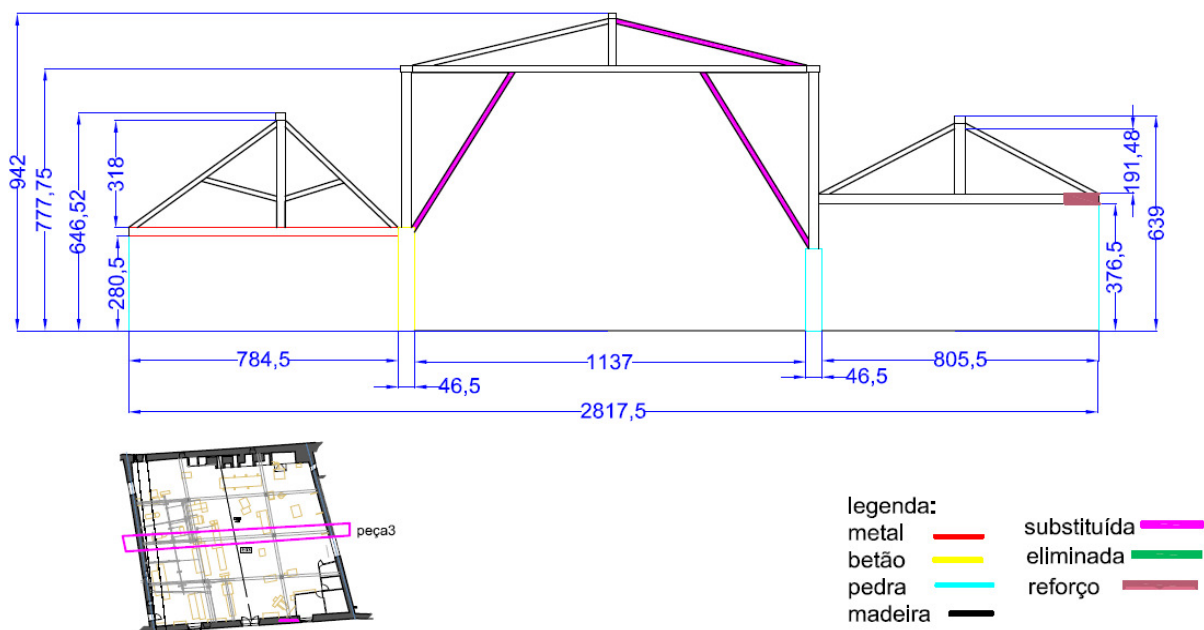 942
777,75
646,52
318
280,5
191,48
639
376,5
784,5
46,5
1137
46,5
805,5
2817,5
peça3
legenda:
metal
betão
pedra
madeira
substituída
eliminada
reforço